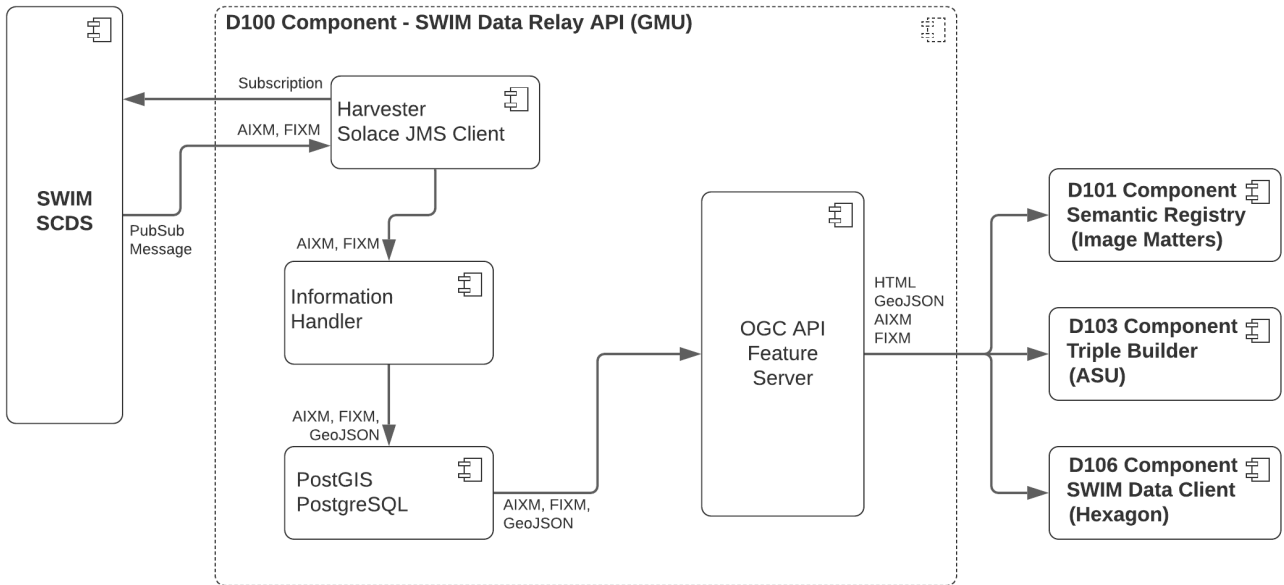 D100 Component - SWIM Data Relay API (GMU)
Subscription
Harvester
Solace JMS Client
AIXM, FIXM
SWIM
SCDS
PubSub
Message
AIXM, FIXM
Information
Handler
AIXM, FIXM,
GeoJSON
PostGIS
PostgreSQL
AIXM, FIXM,
GeoJSON
OGC API
Feature
Server
HTML
GeoJSON
AIXM
FIXM
D101 Component
Semantic Registry
(Image Matters)
D103 Component
Triple Builder
(ASU)
D106 Component
SWIM Data Client
(Hexagon)